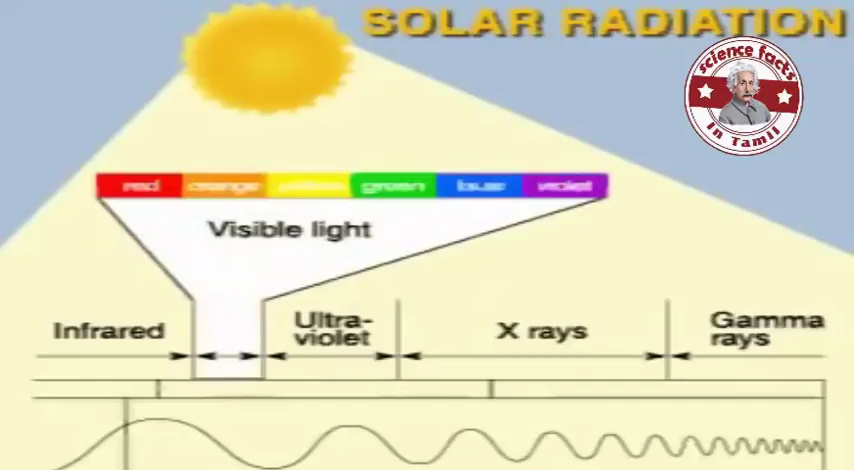 SOLAR RADIATION
science facts
in Tamil
red orange yellow green blue violet
Visible light
Infrared
Ultra-
violet
X rays
Gamma
rays